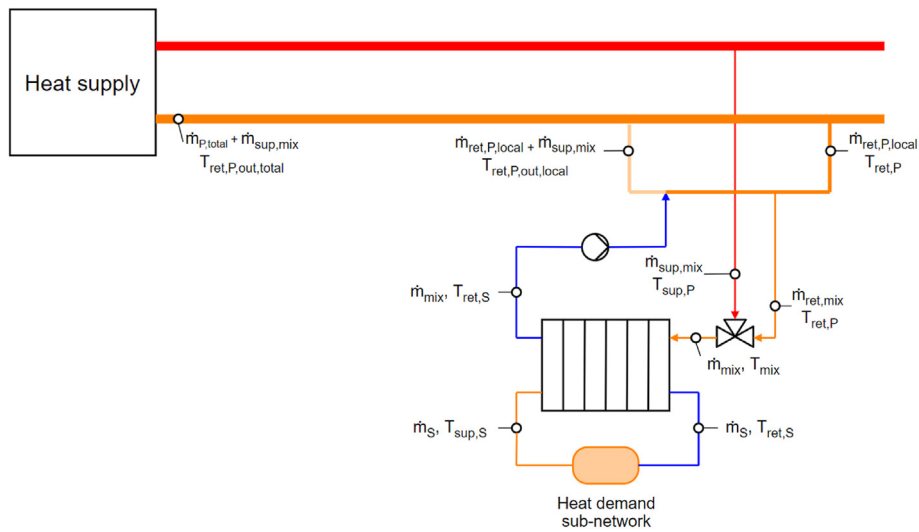 Heat supply
ṁP,total + ṁsup,mix
Tret,P,out,total
ṁret,P,local + ṁsup,mix
Tret,P,out,local
ṁret,P,local
Tret,P
ṁsup,mix
Tsup,P
ṁmix, Tret,S
ṁret,mix
Tret,P
ṁmix, Tmix
ṁS, Tsup,S
ṁS, Tret,S
Heat demand
sub-network